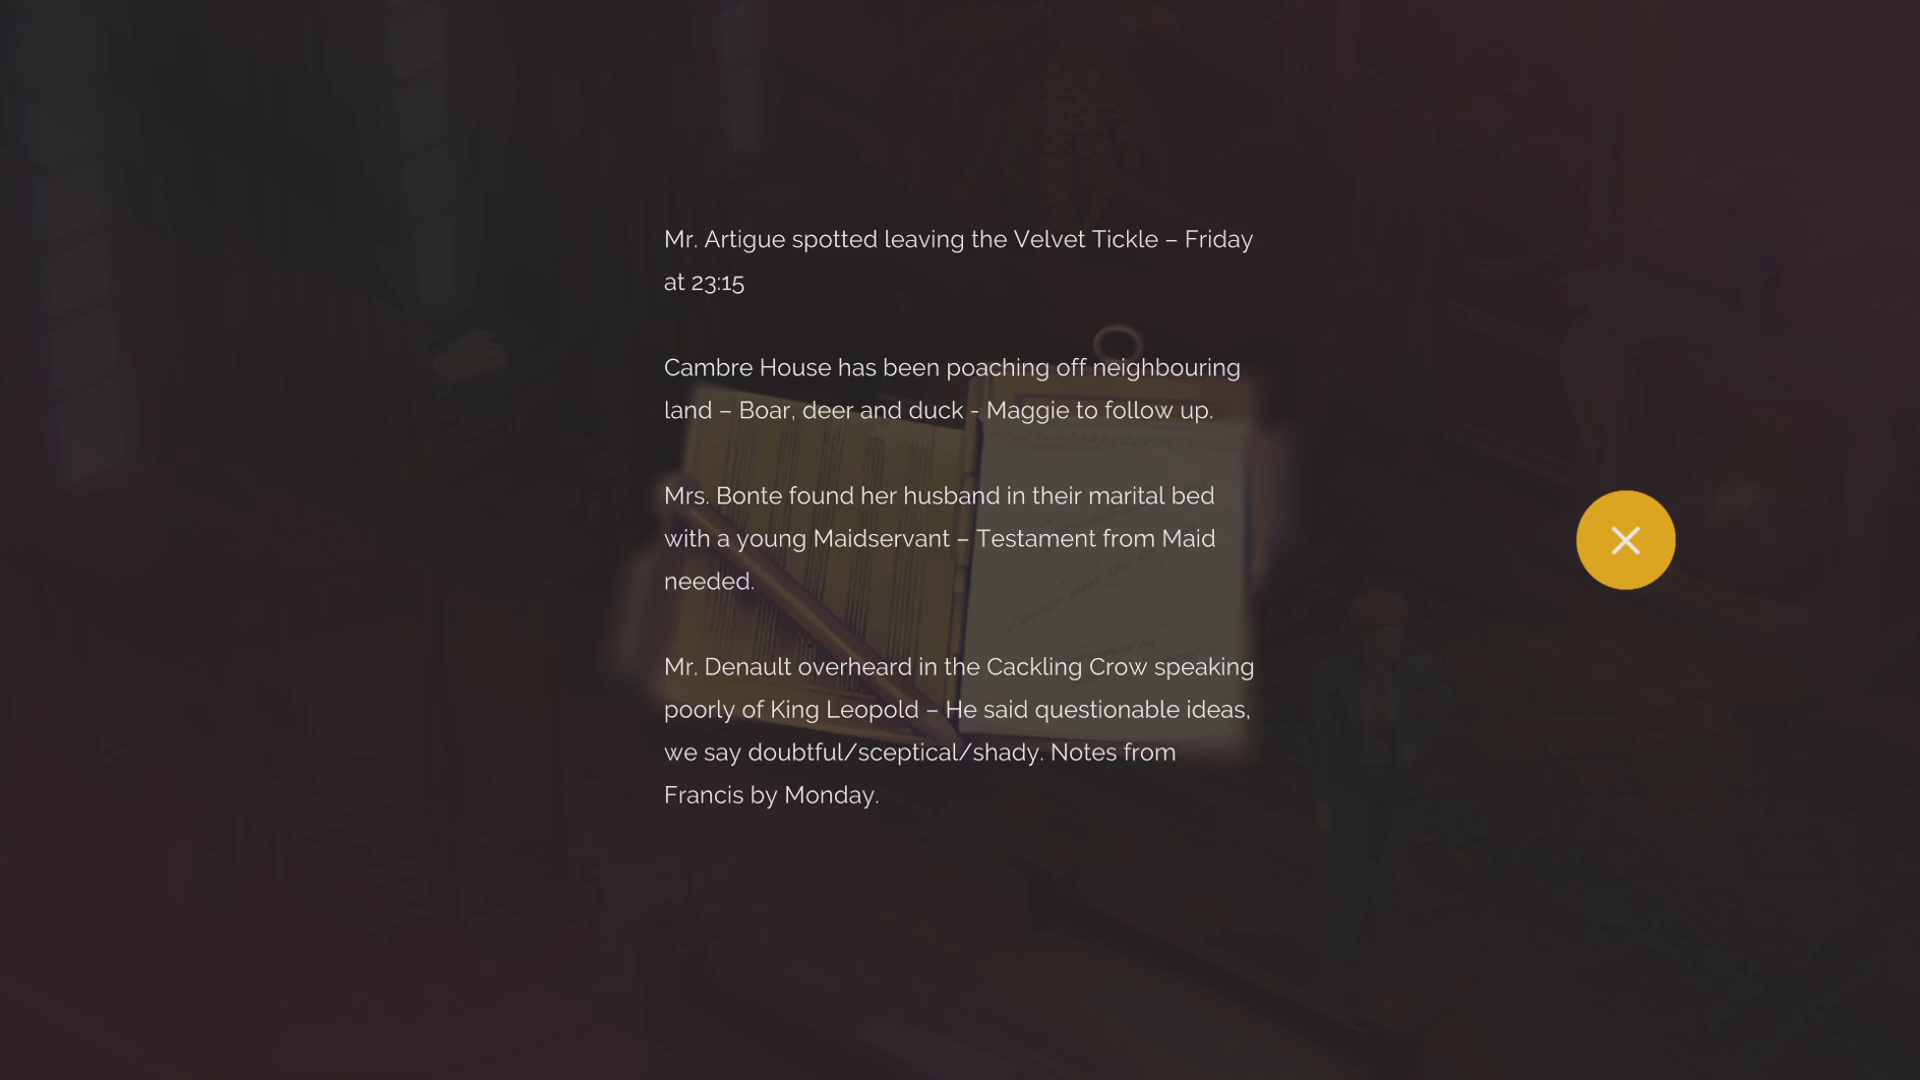 Mr. Artigue spotted leaving the Velvet Tickle – Friday
at 23:15
Cambre House has been poaching off neighbouring
land – Boar, deer and duck - Maggie to follow up.
Mrs. Bonte found her husband in their marital bed
with a young Maidservant – Testament from Maid
needed.
Mr. Denault overheard in the Cackling Crow speaking
poorly of King Leopold – He said questionable ideas,
we say doubtful/sceptical/shady. Notes from
Francis by Monday.